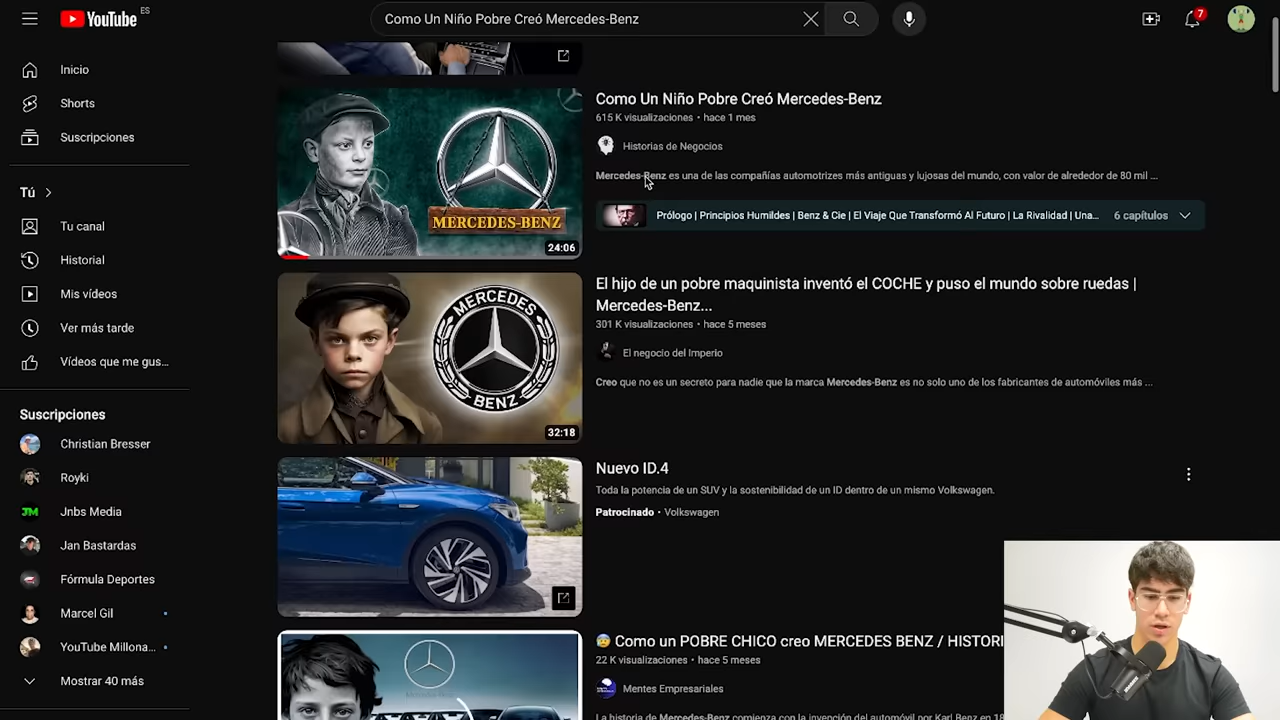 YouTube ES
Como Un Niño Pobre Creó Mercedes-Benz
7
Inicio
Shorts
Suscripciones
Tú
Tu canal
Historial
Mis vídeos
Ver más tarde
Vídeos que me gus...
Suscripciones
Christian Bresser
Royki
JM
Jnbs Media
Jan Bastardas
Fórmula Deportes
Marcel Gil
YouTube Millona...
Mostrar 40 más
MERCEDES-BENZ
24:06
Como Un Niño Pobre Creó Mercedes-Benz
615 K visualizaciones • hace 1 mes
Historias de Negocios
Mercedes-Benz es una de las compañías automotrices más antiguas y lujosas del mundo, con valor de alrededor de 80 mil ...
Prólogo | Principios Humildes | Benz & Cie | El Viaje Que Transformó Al Futuro | La Rivalidad | Una...
6 capítulos
MERCEDES
BENZ
32:18
El hijo de un pobre maquinista inventó el COCHE y puso el mundo sobre ruedas |
Mercedes-Benz...
301 K visualizaciones • hace 5 meses
El negocio del Imperio
Creo que no es un secreto para nadie que la marca Mercedes-Benz es no solo uno de los fabricantes de automóviles más ...
Nuevo ID.4
Toda la potencia de un SUV y la sostenibilidad de un ID dentro de un mismo Volkswagen.
Patrocinado • Volkswagen
😰 Como un POBRE CHICO creo MERCEDES BENZ / HISTORI
22 K visualizaciones • hace 5 meses
Mentes Empresariales
La historia de Mercedes-Benz comienza con la invención del automóvil por Karl Benz en 18